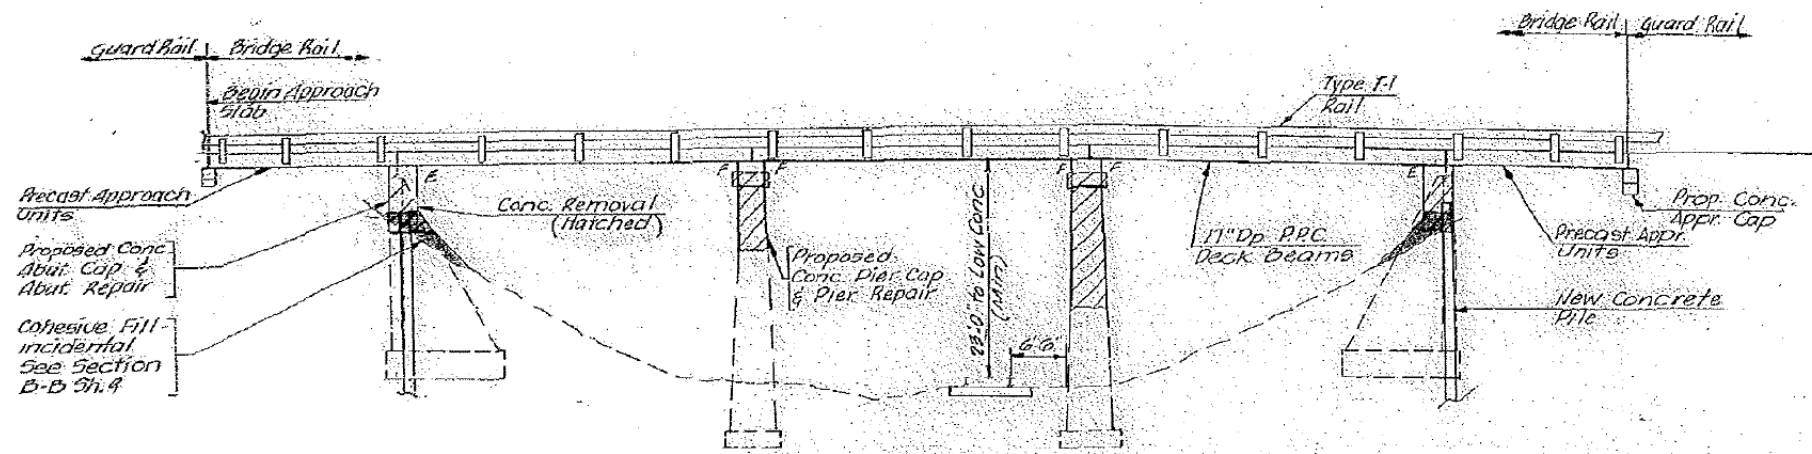 Guard Rail
Bridge Rail
Bridge Rail
Guard Rail
Begin Approach
Slab
Type T-1
Rail
E
F
F
F
F
E
Precast Approach
Units
Conc. Removal
(Hatched)
Proposed Conc.
Abut. Cap &
Abut. Repair
Cohesive Fill
incidental
See Section
B-B Sh. 9
Proposed
Conc. Pier Cap
& Pier Repair
23'-0" to Low Conc.
(Min)
6'6"
17" Dp. P.P.C.
Deck Beams
Prop. Conc.
Appr. Cap
Precast Appr.
Units
New Concrete
Pile